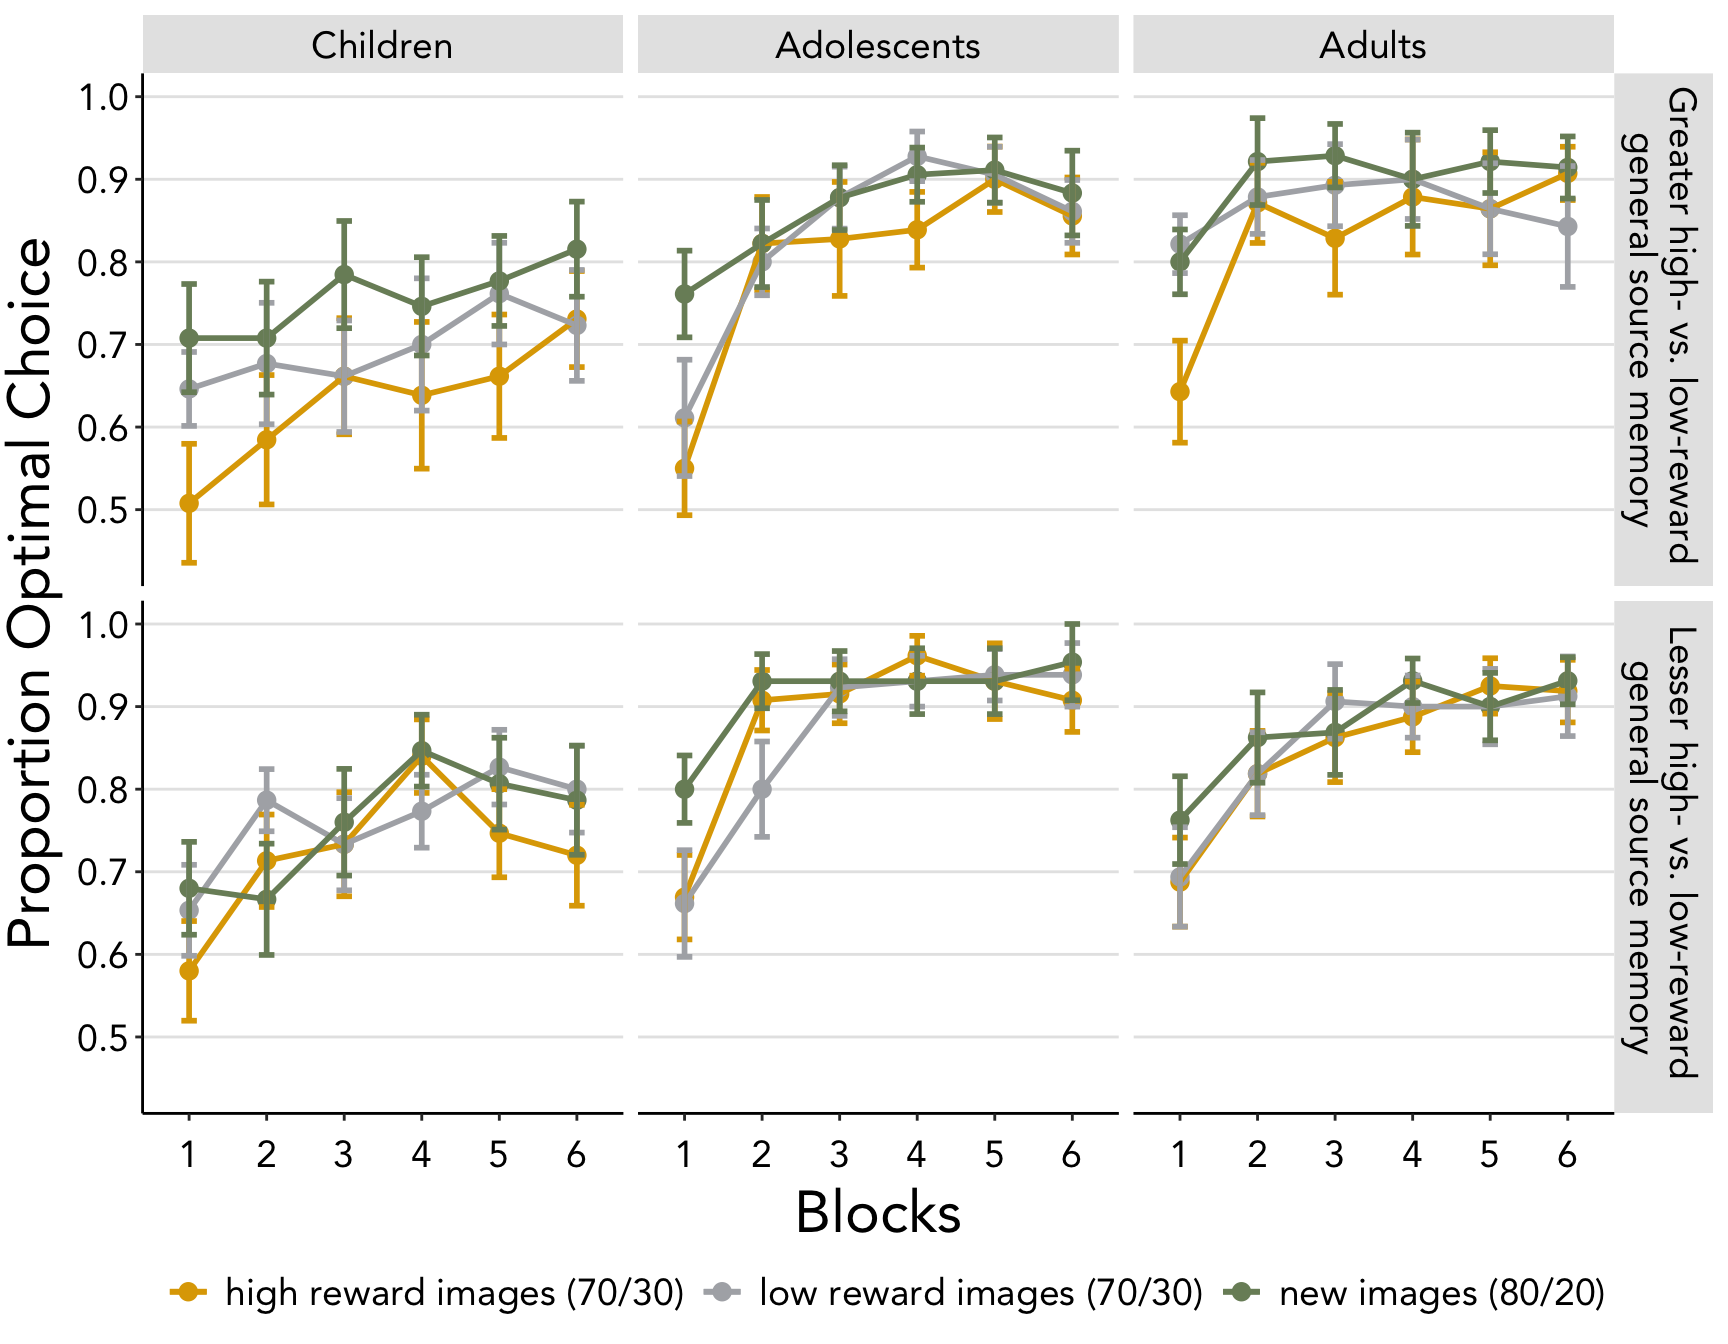 Children
Adolescents
Adults
Proportion Optimal Choice
1.0
0.9
0.8
0.7
0.6
0.5
Greater high- vs. low-reward
general source memory
1.0
0.9
0.8
0.7
0.6
0.5
Lesser high- vs. low-reward
general source memory
1 2 3 4 5 6
1 2 3 4 5 6
1 2 3 4 5 6
Blocks
high reward images (70/30)
low reward images (70/30)
new images (80/20)